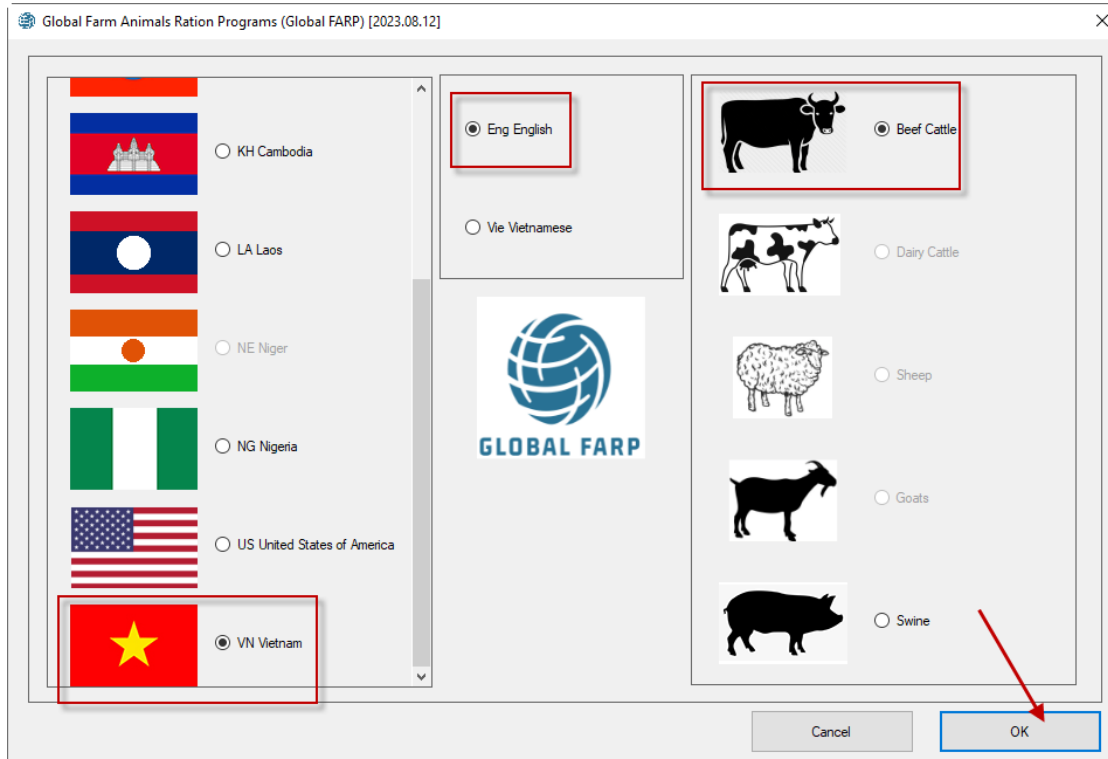 Global Farm Animals Ration Programs (Global FARP) [2023.08.12]
KH Cambodia
LA Laos
NE Niger
NG Nigeria
US United States of America
VN Vietnam
Eng English
Vie Vietnamese
GLOBAL FARP
Beef Cattle
Dairy Cattle
Sheep
Goats
Swine
Cancel
OK